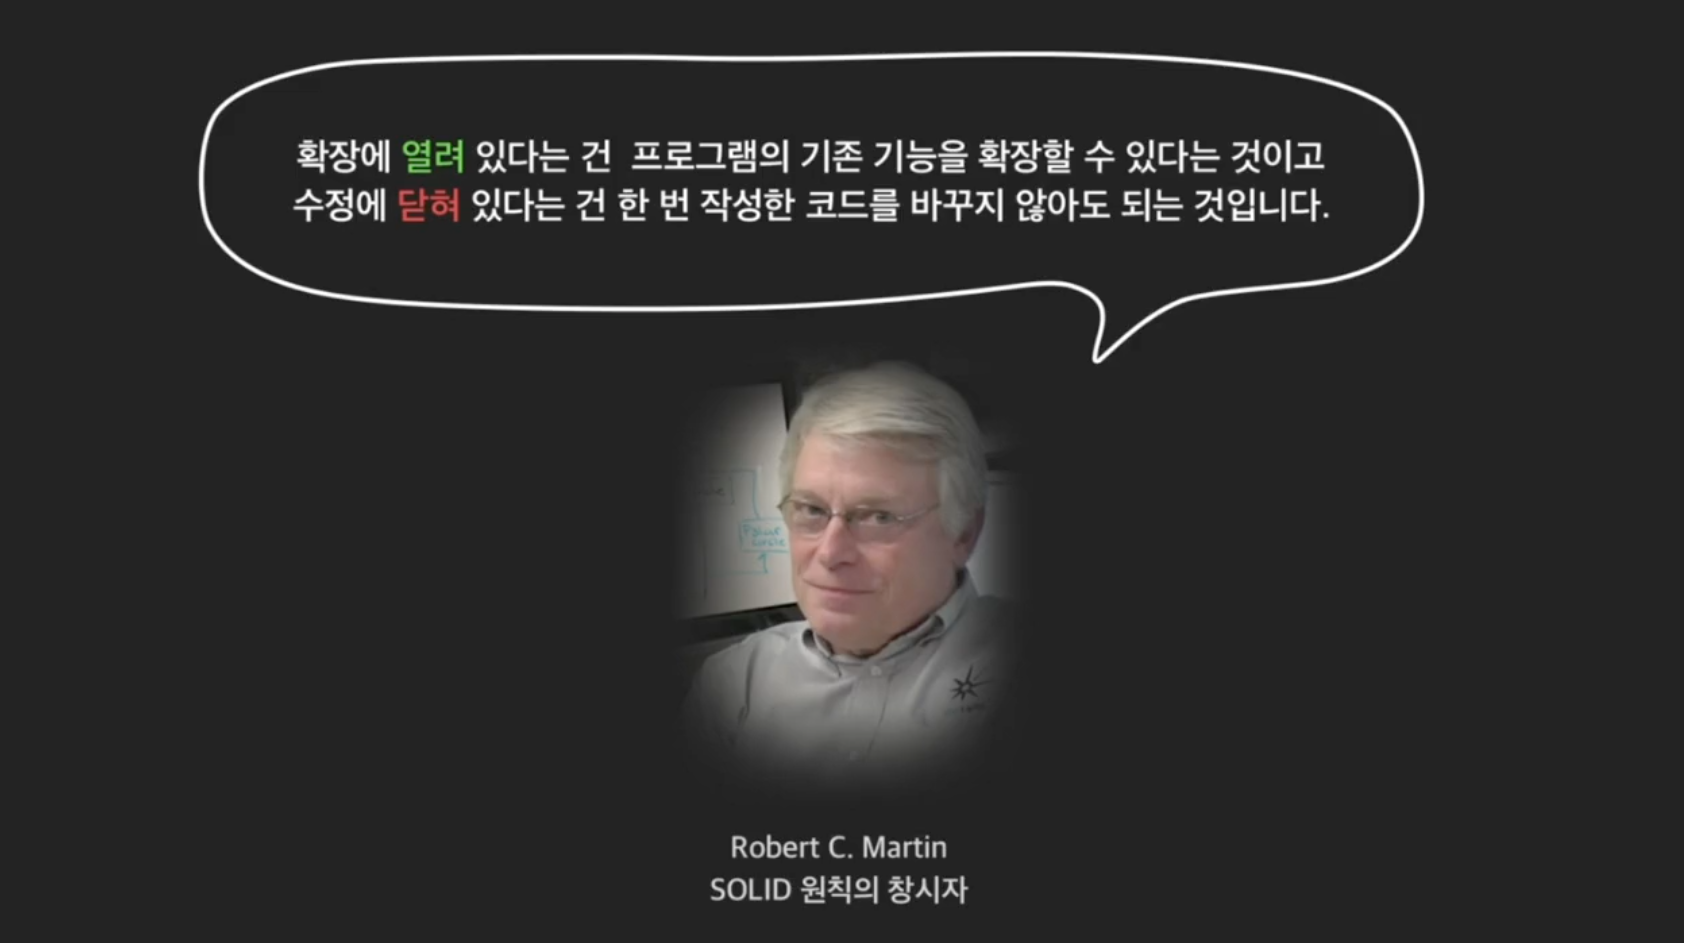 확장에 열려 있다는 건 프로그램의 기존 기능을 확장할 수 있다는 것이고
수정에 닫혀 있다는 건 한 번 작성한 코드를 바꾸지 않아도 되는 것입니다.
Robert C. Martin
SOLID 원칙의 창시자